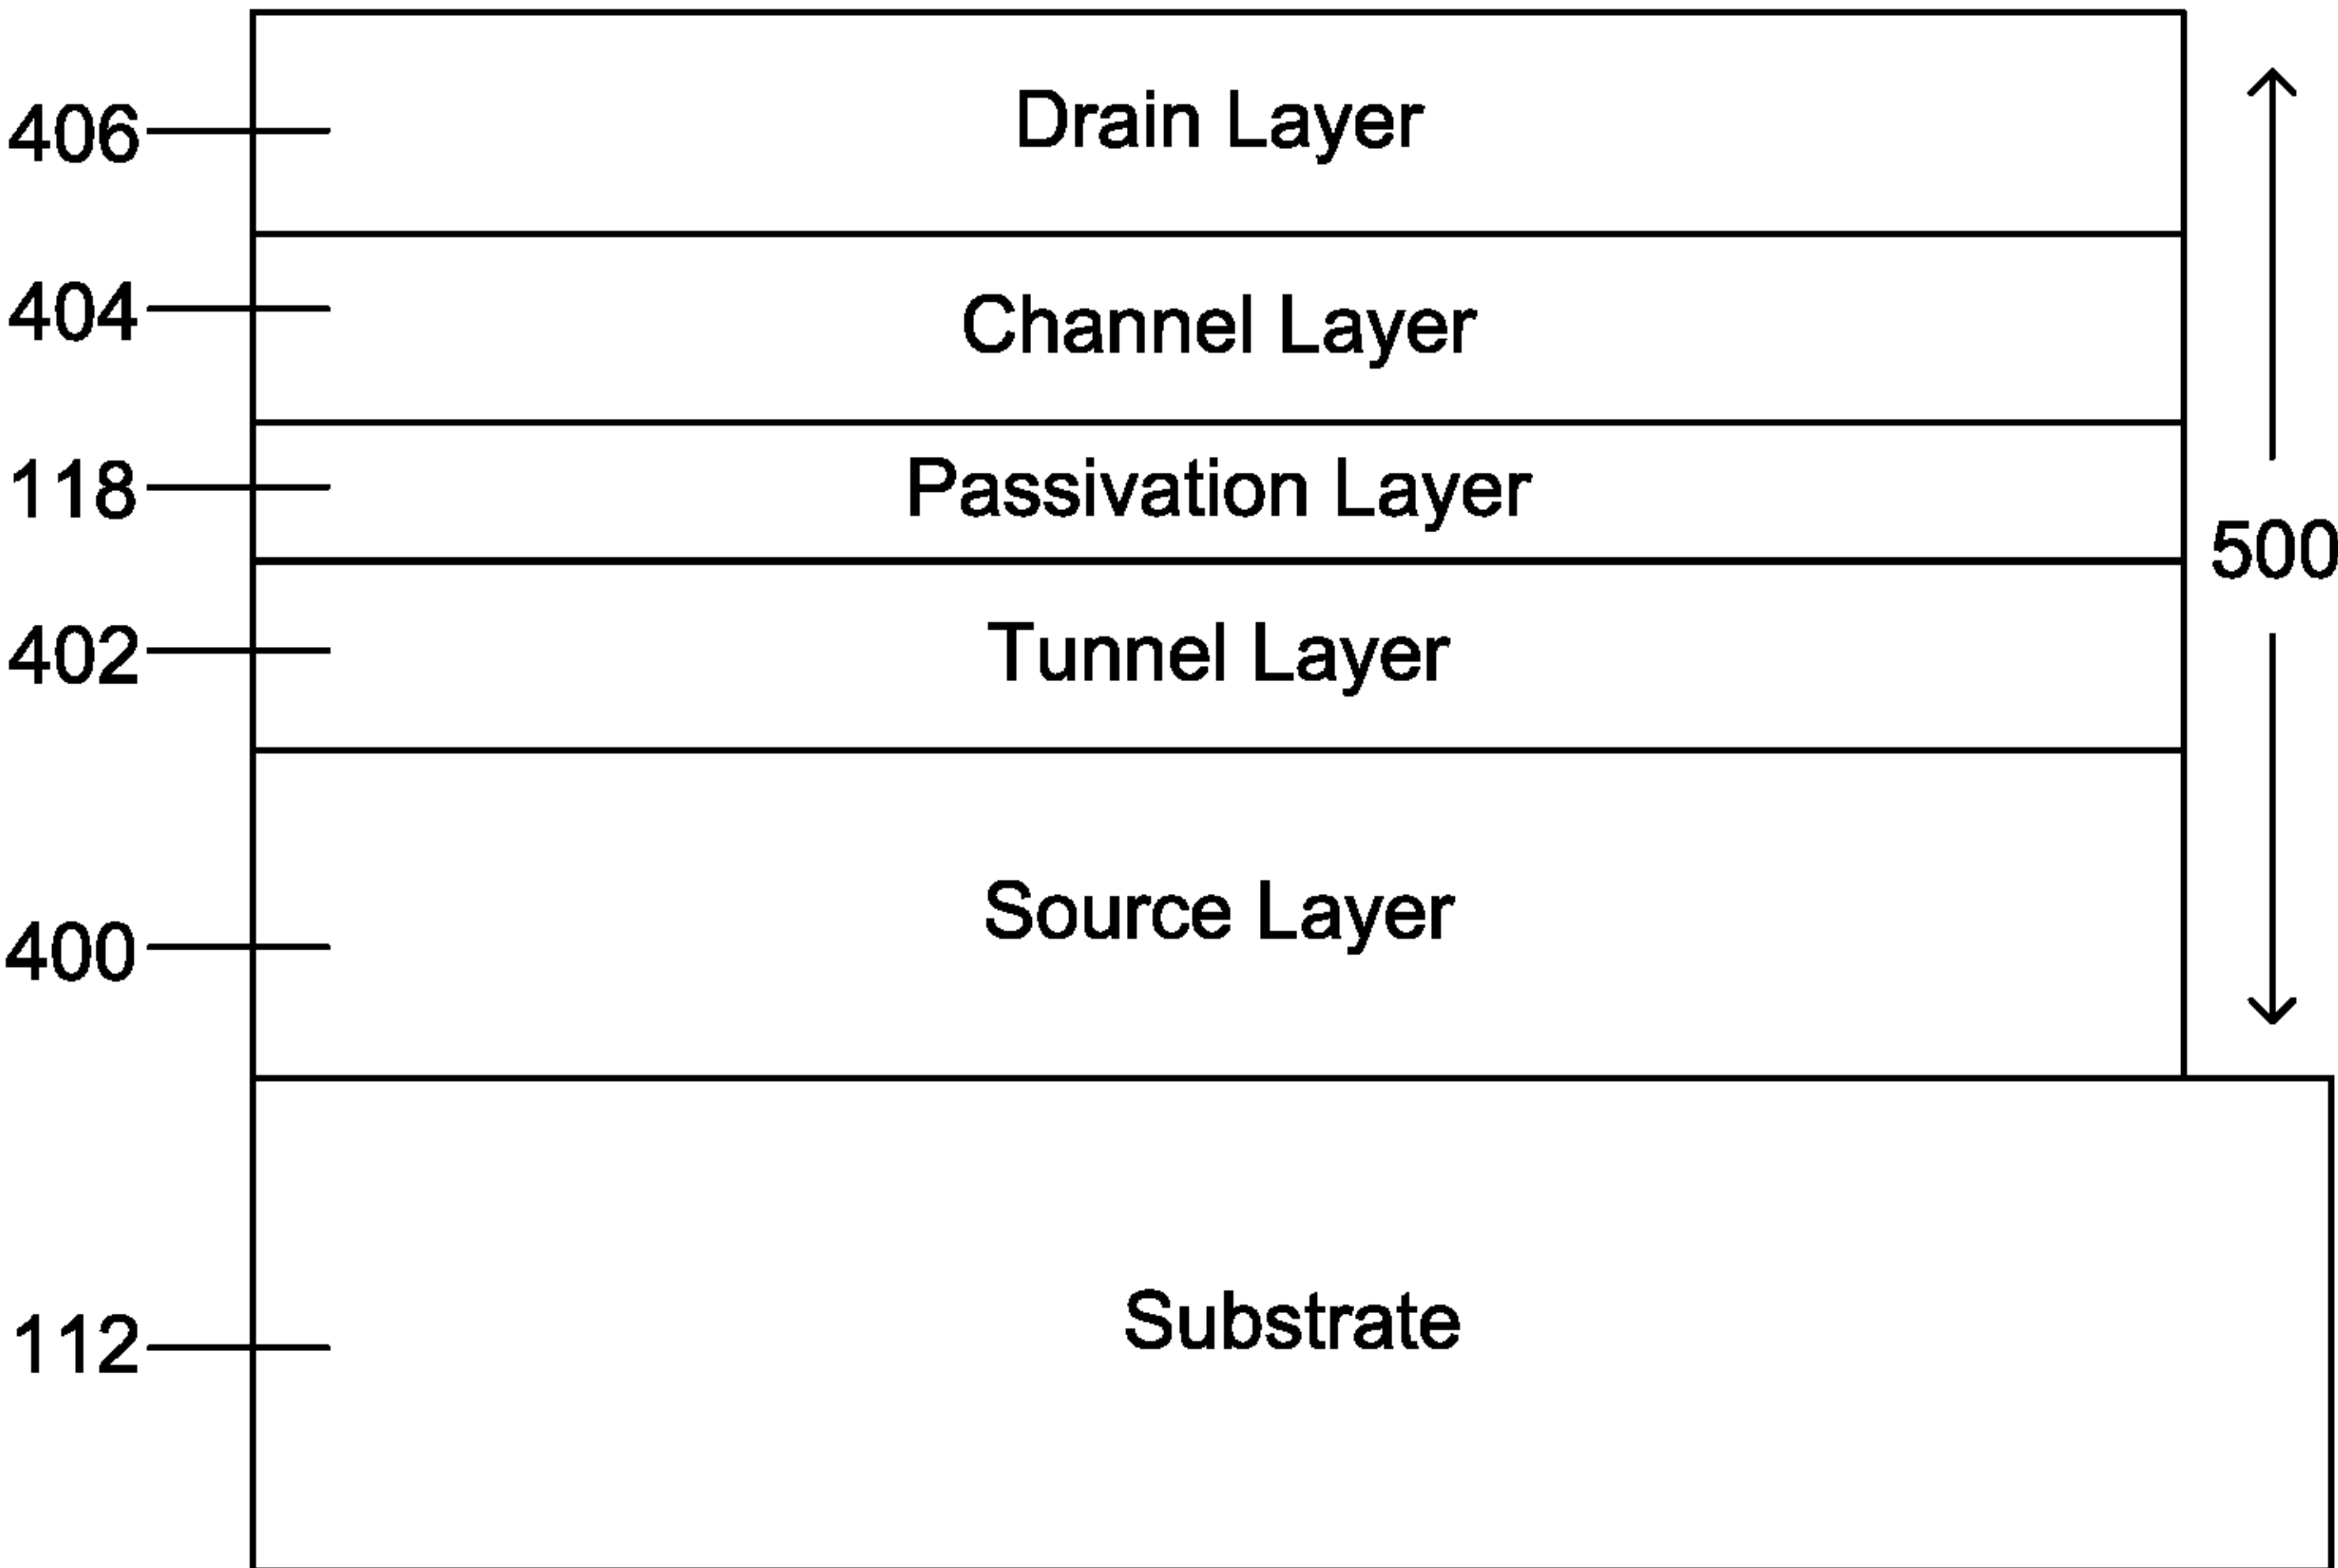 406 Drain Layer
404 Channel Layer
118 Passivation Layer
500
402 Tunnel Layer
400 Source Layer
112 Substrate